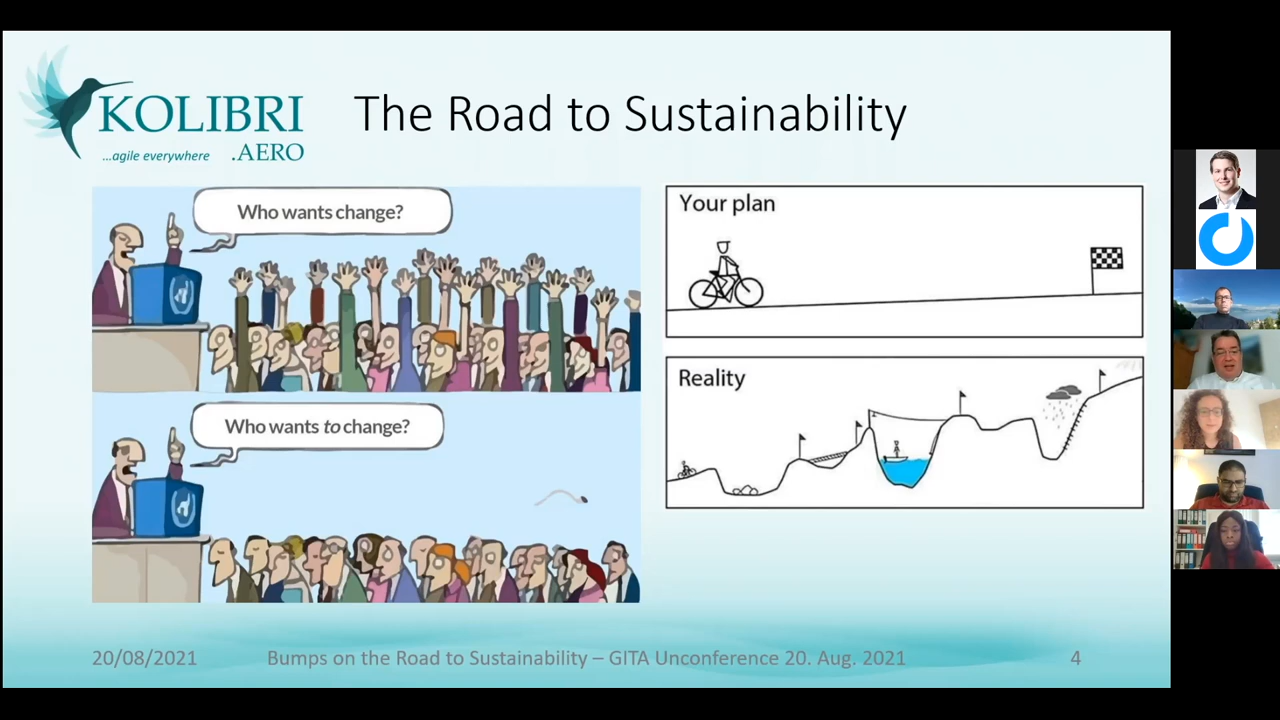 KOLIBRI
...agile everywhere .AERO
The Road to Sustainability
Who wants change?
Who wants to change?
Your plan
Reality
20/08/2021 Bumps on the Road to Sustainability – GITA Unconference 20. Aug. 2021 4